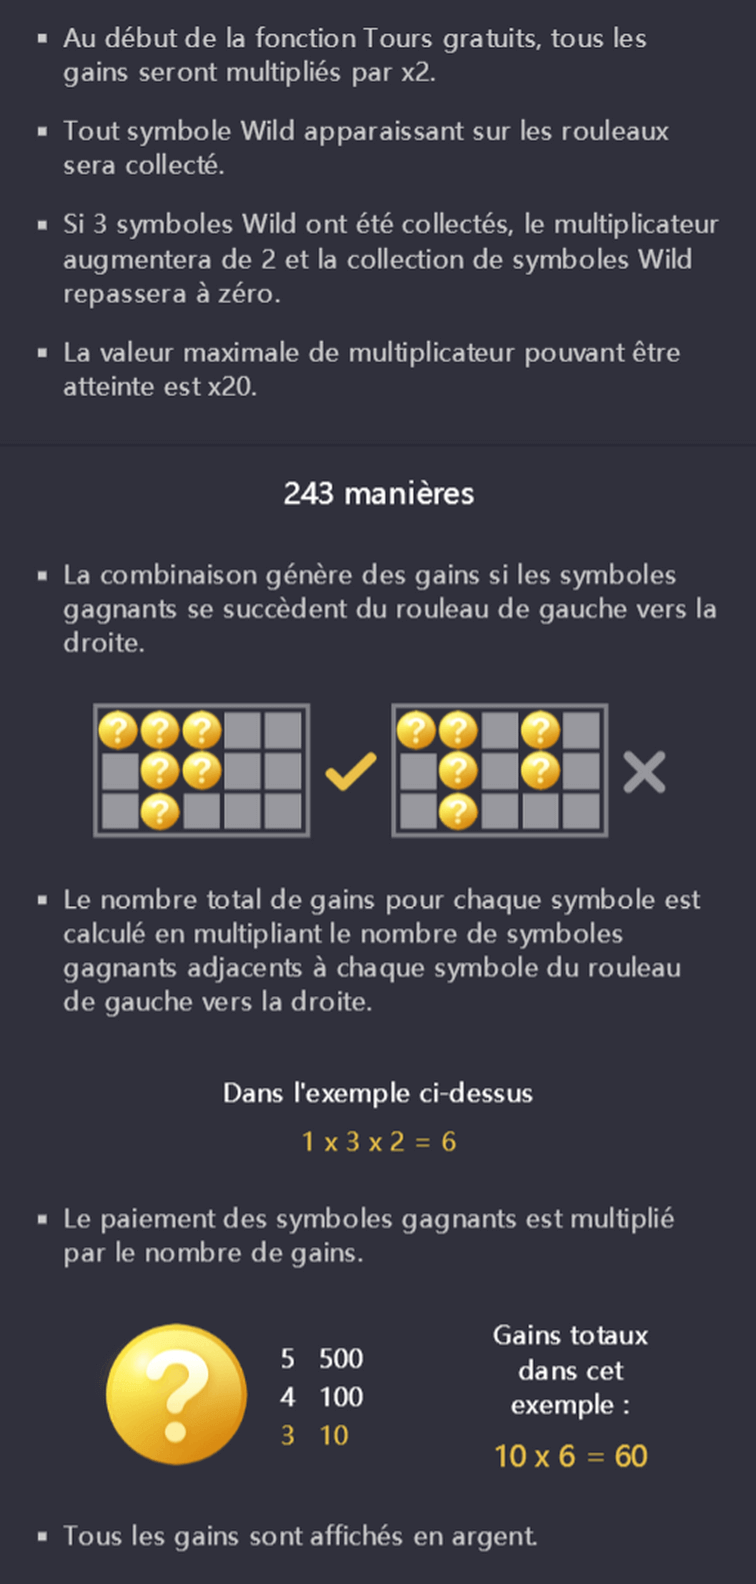 ▪ Au début de la fonction Tours gratuits, tous les
gains seront multipliés par x2.
▪ Tout symbole Wild apparaissant sur les rouleaux
sera collecté.
▪ Si 3 symboles Wild ont été collectés, le multiplicateur
augmentera de 2 et la collection de symboles Wild
repassera à zéro.
▪ La valeur maximale de multiplicateur pouvant être
atteinte est x20.
243 manières
▪ La combinaison génère des gains si les symboles
gagnants se succèdent du rouleau de gauche vers la
droite.
? ? ? ? ? ?
? ? ? ? ? ?
▪ Le nombre total de gains pour chaque symbole est
calculé en multipliant le nombre de symboles
gagnants adjacents à chaque symbole du rouleau
de gauche vers la droite.
Dans l'exemple ci-dessus
1 x 3 x 2 = 6
▪ Le paiement des symboles gagnants est multiplié
par le nombre de gains.
?
5 500
4 100
3 10
Gains totaux
dans cet
exemple :
10 x 6 = 60
▪ Tous les gains sont affichés en argent.